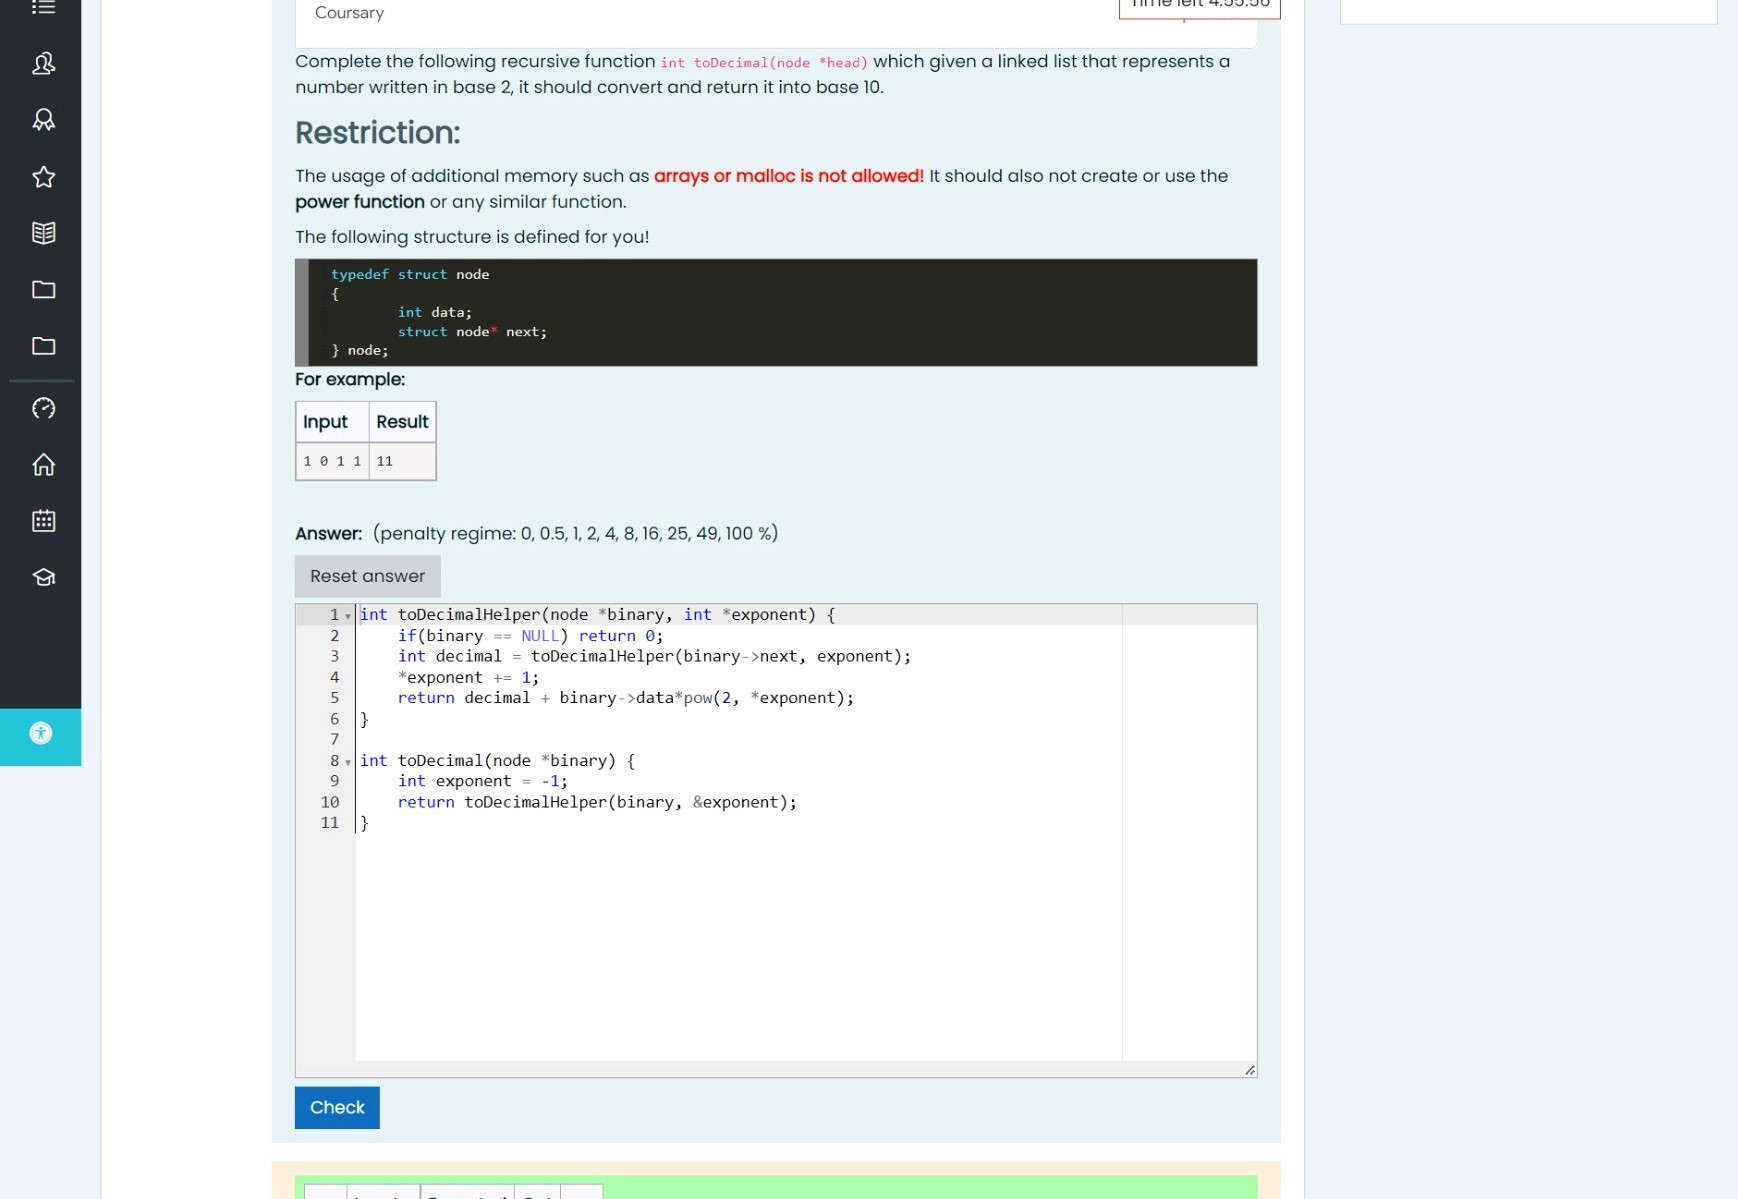 Coursary
Time left 4:55:56
Complete the following recursive function int toDecimal(node *head) which given a linked list that represents a
number written in base 2, it should convert and return it into base 10.
Restriction:
The usage of additional memory such as arrays or malloc is not allowed! It should also not create or use the
power function or any similar function.
The following structure is defined for you!
typedef struct node
{
int data;
struct node* next;
} node;
For example:
Input Result
1 0 1 1 11
Answer: (penalty regime: 0, 0.5, 1, 2, 4, 8, 16, 25, 49, 100 %)
Reset answer
1 int toDecimalHelper(node *binary, int *exponent) {
2 if(binary == NULL) return 0;
3 int decimal = toDecimalHelper(binary->next, exponent);
4 *exponent += 1;
5 return decimal + binary->data*pow(2, *exponent);
6 }
7
8 int toDecimal(node *binary) {
9 int exponent = -1;
10 return toDecimalHelper(binary, &exponent);
11 }
Check